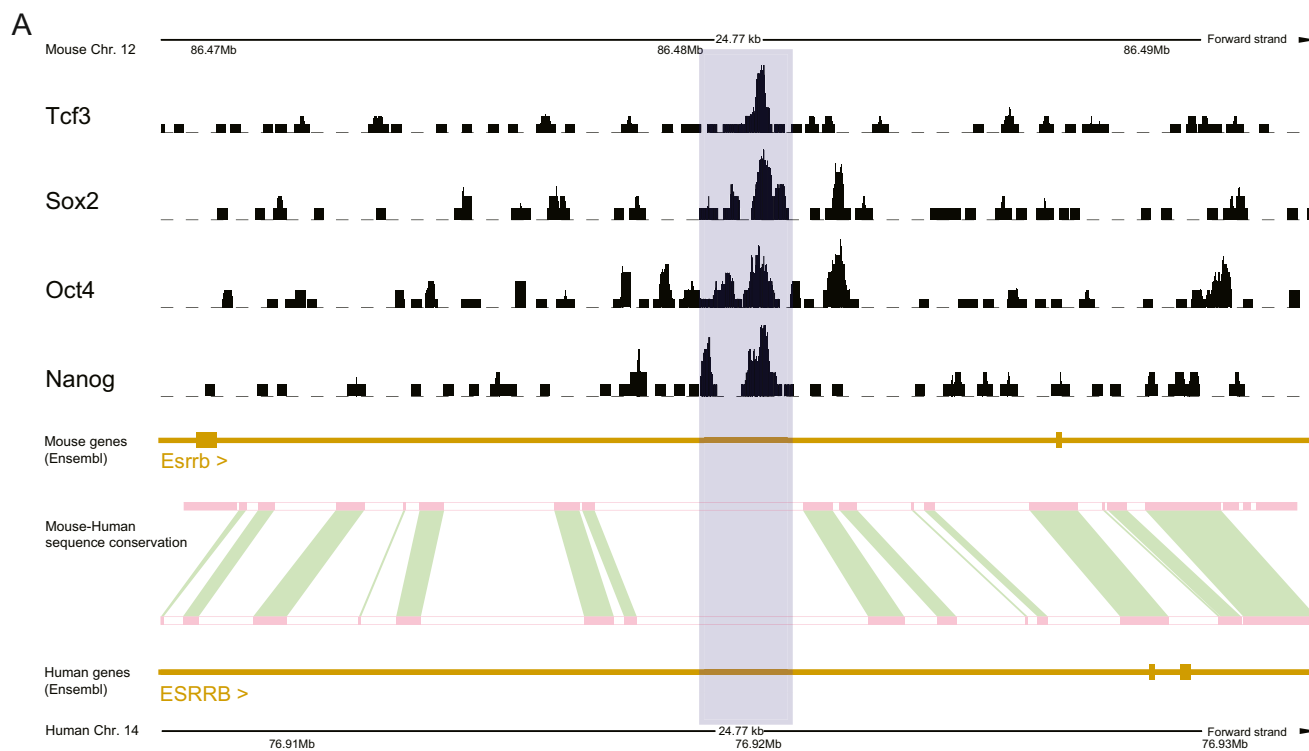 A
Mouse Chr. 12
24.77 kb
Forward strand
86.47Mb
86.48Mb
86.49Mb
Tcf3
Sox2
Oct4
Nanog
Mouse genes
(Ensembl)
Esrrb >
Mouse-Human
sequence conservation
Human genes
(Ensembl)
ESRRB >
Human Chr. 14
24.77 kb
Forward strand
76.91Mb
76.92Mb
76.93Mb